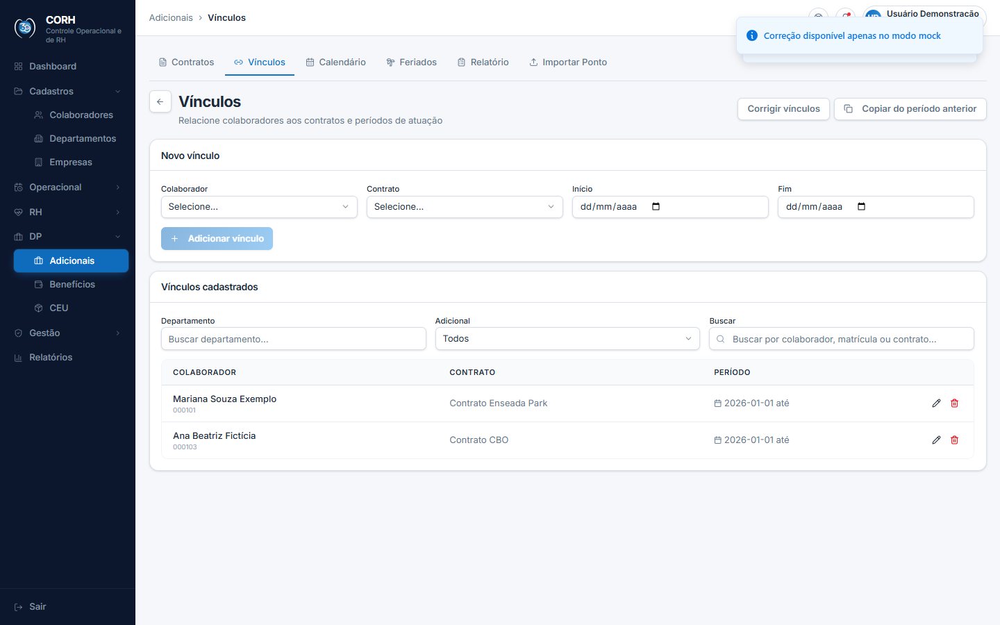 CORH
Controle Operacional e
de RH
Dashboard
Cadastros
Colaboradores
Departamentos
Empresas
Operacional
RH
DP
Adicionais
Benefícios
CEU
Gestão
Relatórios
Sair
Adicionais > Vínculos
Usuário Demonstração
Correção disponível apenas no modo mock
Contratos
Vínculos
Calendário
Feriados
Relatório
Importar Ponto
Vínculos
Relacione colaboradores aos contratos e períodos de atuação
Corrigir vínculos
Copiar do período anterior
Novo vínculo
Colaborador
Contrato
Início
Fim
Selecione...
Selecione...
dd/mm/aaaa
dd/mm/aaaa
+ Adicionar vínculo
Vínculos cadastrados
Departamento
Adicional
Buscar
Buscar departamento...
Todos
Buscar por colaborador, matrícula ou contrato...
COLABORADOR
CONTRATO
PERÍODO
Mariana Souza Exemplo
000101
Contrato Enseada Park
2026-01-01 até
Ana Beatriz Fictícia
000103
Contrato CBO
2026-01-01 até